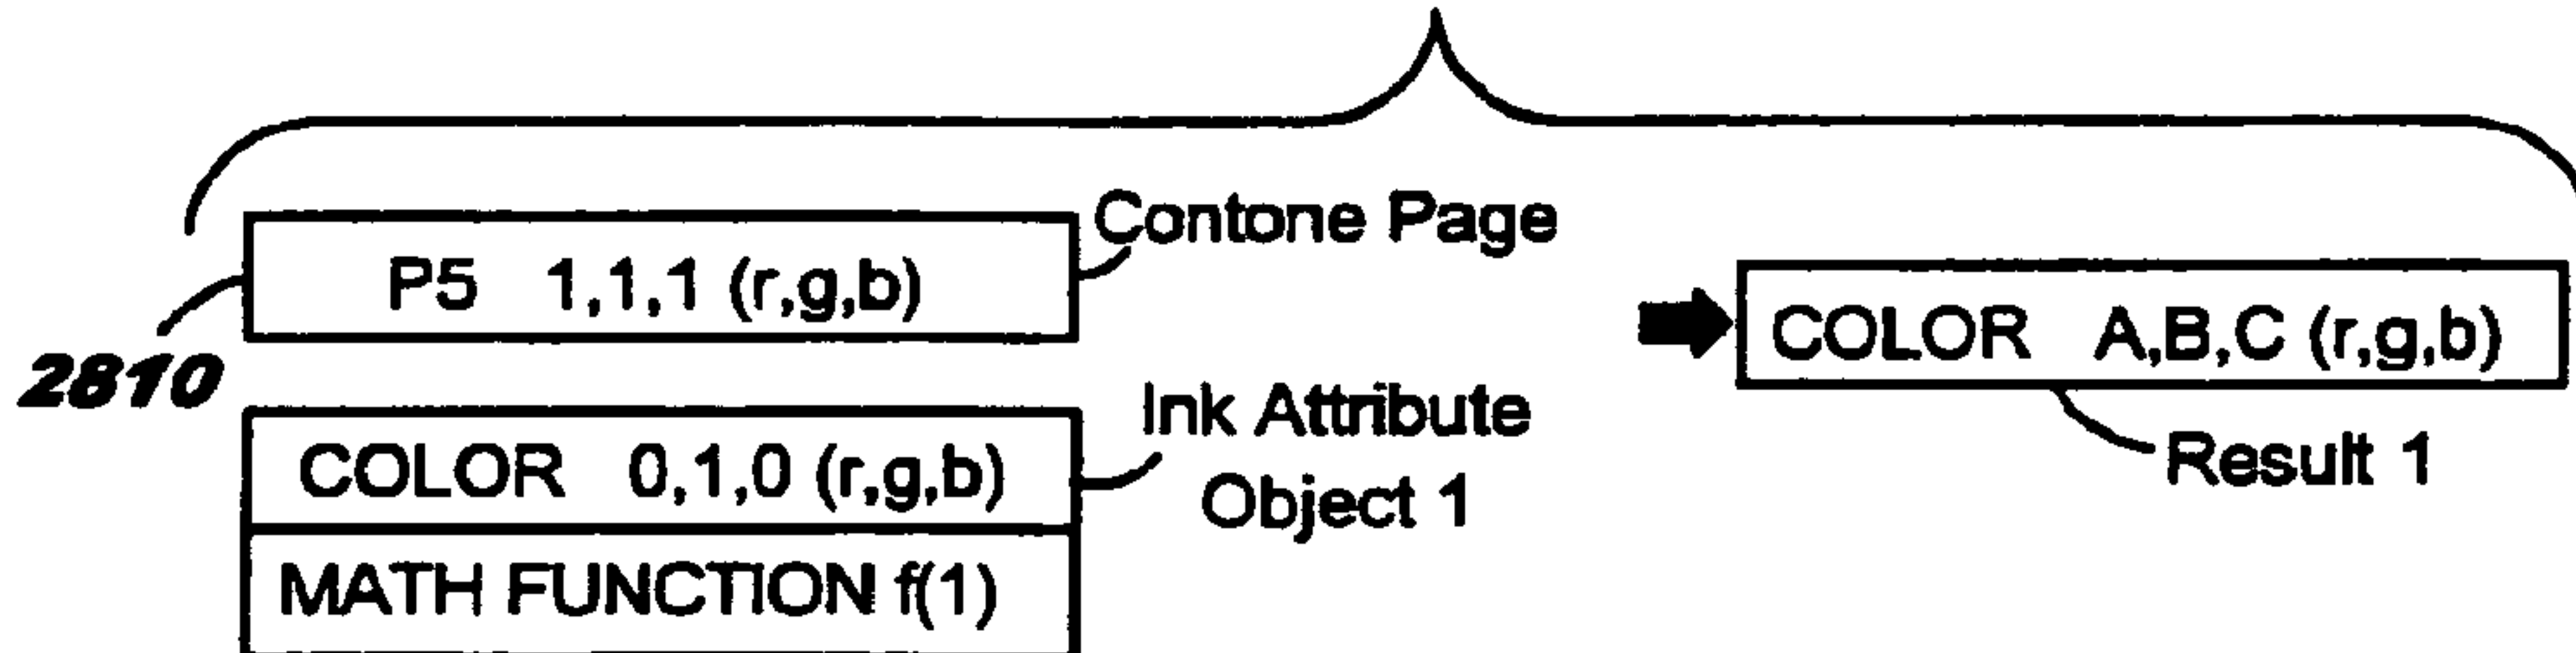 Contone Page
P5 1,1,1 (r,g,b)
2810
COLOR A,B,C (r,g,b)
Result 1
COLOR 0,1,0 (r,g,b)
Ink Attribute
Object 1
MATH FUNCTION f(1)